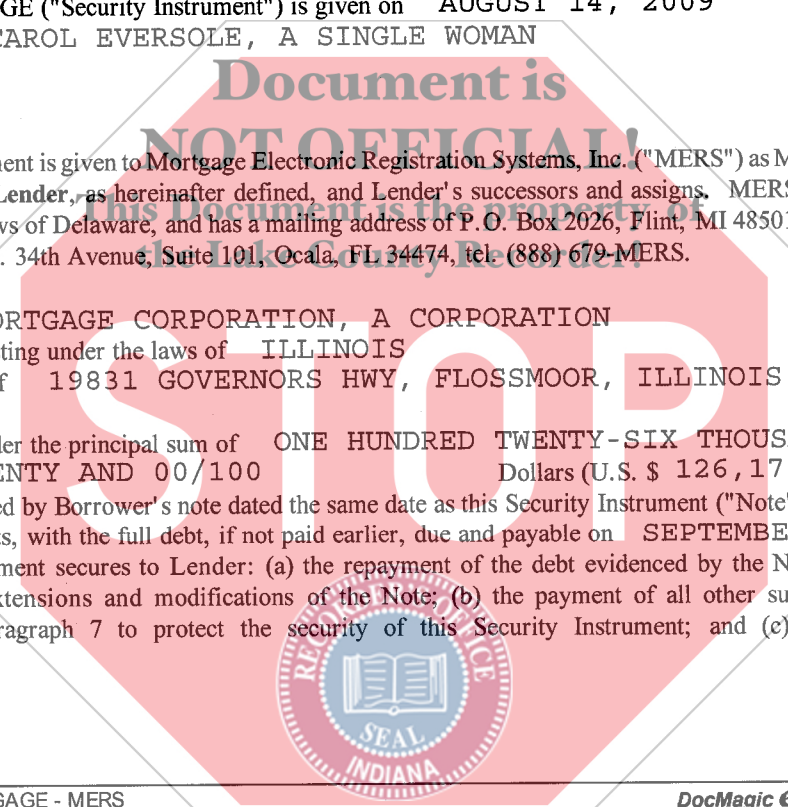 GE ("Security Instrument") is given on AUGUST 14, 2009
CAROL EVERSOLE, A SINGLE WOMAN
Document is
NOT OFFICIAL!
ent is given to Mortgage Electronic Registration Systems, Inc. ("MERS") as M
Lender, as hereinafter defined, and Lender's successors and assigns. MERS
This Document is the property of
ws of Delaware, and has a mailing address of P.O. Box 2026, Flint, MI 48501
the Lake County Recorder!
. 34th Avenue, Suite 101, Ocala, FL 34474, tel. (888) 679-MERS.
ORTGAGE CORPORATION, A CORPORATION
ting under the laws of ILLINOIS
f 19831 GOVERNORS HWY, FLOSSMOOR, ILLINOIS
STOP
der the principal sum of ONE HUNDRED TWENTY-SIX THOUS
ENTY AND 00/100 Dollars (U.S. $ 126,17
ed by Borrower's note dated the same date as this Security Instrument ("Note"
ts, with the full debt, if not paid earlier, due and payable on SEPTEMBE
ment secures to Lender: (a) the repayment of the debt evidenced by the N
xtensions and modifications of the Note; (b) the payment of all other su
ragraph 7 to protect the security of this Security Instrument; and (c)
RECORDER'S OFFICE
SEAL
INDIANA
GAGE - MERS DocMagic